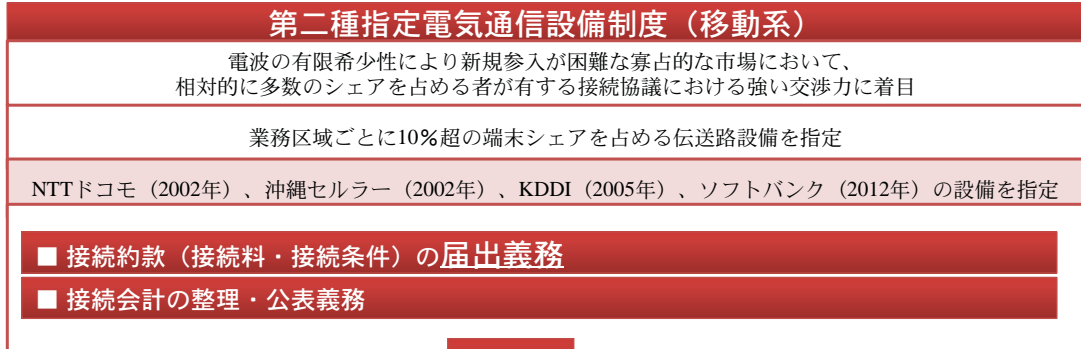 第二種指定電気通信設備制度（移動系）
電波の有限希少性により新規参入が困難な寡占的な市場において、
相対的に多数のシェアを占める者が有する接続協議における強い交渉力に着目
業務区域ごとに10％超の端末シェアを占める伝送路設備を指定
NTTドコモ（2002年）、沖縄セルラー（2002年）、KDDI（2005年）、ソフトバンク（2012年）の設備を指定
■ 接続約款（接続料・接続条件）の届出義務
■ 接続会計の整理・公表義務